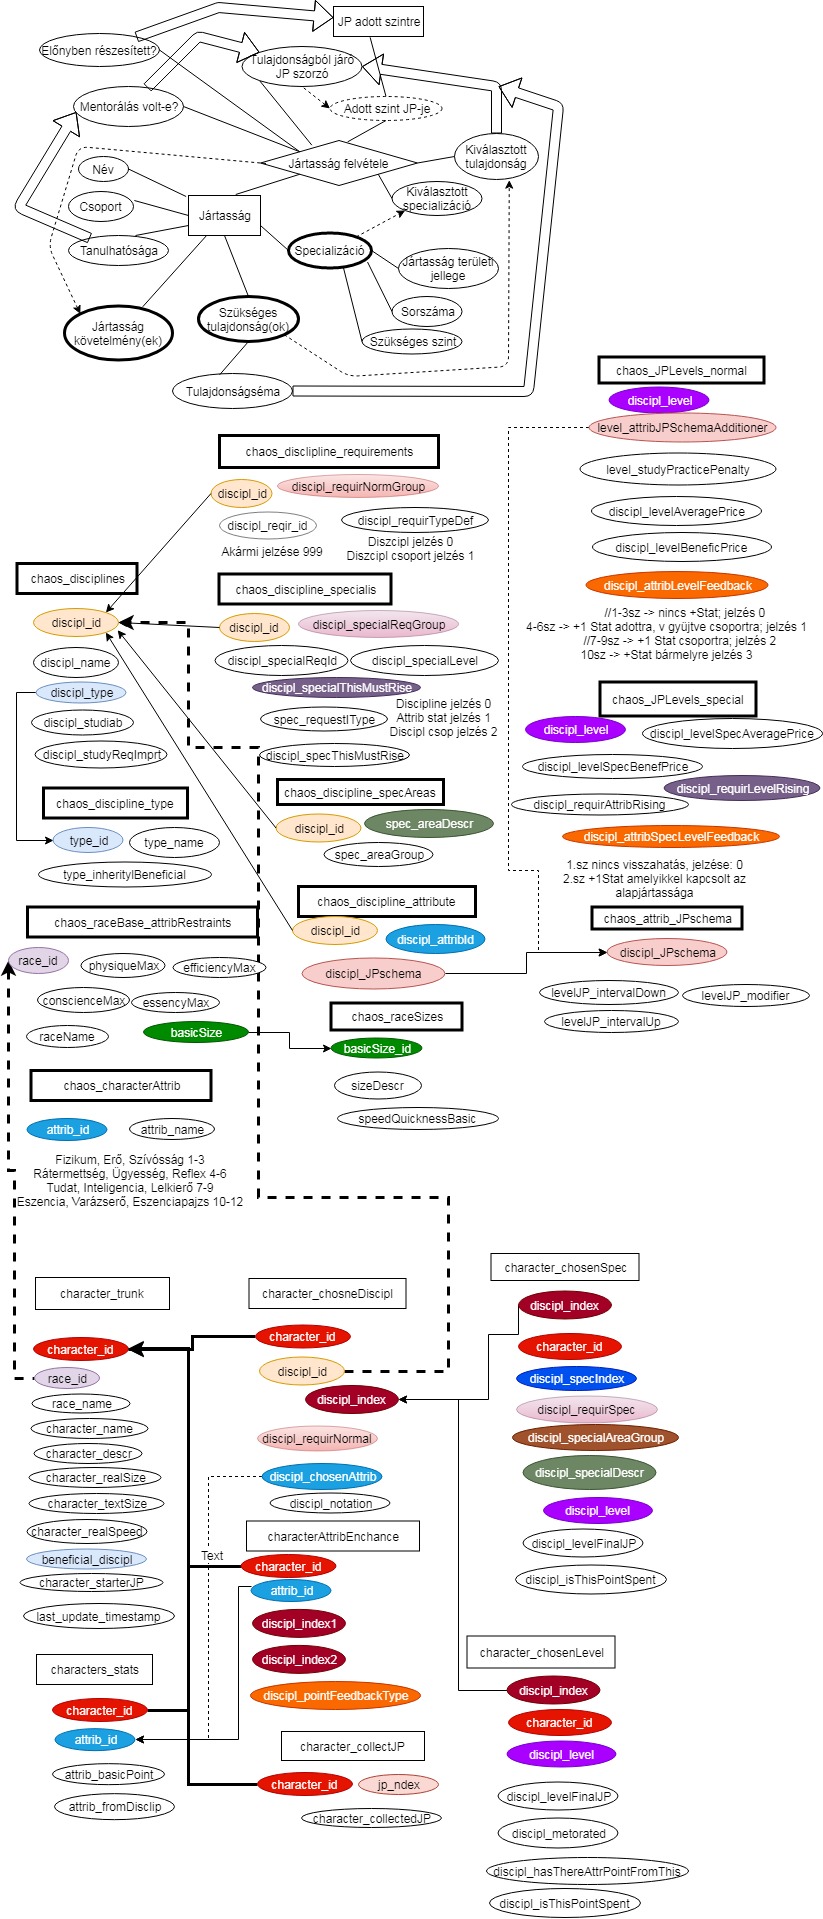 JP adott szintre
Előnyben részesített?
Tulajdonságból járó
JP szorzó
Mentorálás volt-e?
Adott szint JP-je
Kiválasztott
tulajdonság
Jártasság felvétele
Név
Kiválasztott
specializáció
Csoport
Jártasság
Tanulhatósága
Specializáció
Jártasság területi
jellege
Szükséges
tulajdonság(ok)
Sorszáma
Jártasság
követelmény(ek)
Szükséges szint
Tulajdonságséma
chaos_JPLevels_normal
discipl_level
level_attribJPSchemaAdditioner
level_studyPracticePenalty
discipl_levelAveragePrice
discipl_levelBeneficPrice
discipl_attribLevelFeedback
//1-3sz -> nincs +Stat; jelzés 0
4-6sz -> +1 Stat adottra, v gyüjtve csoportra; jelzés 1
//7-9sz -> +1 Stat csoportra; jelzés 2
10sz -> +Stat bármelyre jelzés 3
chaos_disclipline_requirements
discipl_id
discipl_requirNormGroup
discipl_reqir_id
discipl_requirTypeDef
Akármi jelzése 999
Diszcipl jelzés 0
Diszcipl csoport jelzés 1
chaos_disciplines
discipl_id
discipl_name
discipl_type
discipl_studiab
discipl_studyReqImprt
chaos_discipline_specialis
discipl_id
discipl_specialReqGroup
discipl_specialReqId
discipl_specialLevel
discipl_specialThisMustRise
spec_requestIType
Discipline jelzés 0
Attrib stat jelzés 1
Discipl csop jelzés 2
discipl_specThisMustRise
chaos_JPLevels_special
discipl_level
discipl_levelSpecAveragePrice
discipl_levelSpecBenefPrice
discipl_requirLevelRising
discipl_requirAttribRising
discipl_attribSpecLevelFeedback
1.sz nincs visszahatás, jelzése: 0
2.sz +1Stat amelyikkel kapcsolt az
alapjártassága
chaos_discipline_type
type_id
type_name
type_inherityIBeneficial
chaos_discipline_specAreas
discipl_id
spec_areaDescr
spec_areaGroup
chaos_discipline_attribute
discipl_id
discipl_attribId
discipl_JPschema
chaos_attrib_JPschema
discipl_JPschema
levelJP_intervalDown
levelJP_modifier
levelJP_intervalUp
chaos_raceBase_attribRestraints
race_id
physiqueMax
efficiencyMax
conscienceMax
essencyMax
raceName
basicSize
chaos_raceSizes
basicSize_id
sizeDescr
speedQuicknessBasic
chaos_characterAttrib
attrib_id
attrib_name
Fizikum, Erő, Szívósság 1-3
Rátermettség, Ügyesség, Reflex 4-6
Tudat, Inteligencia, Lelkierő 7-9
Eszencia, Varázserő, Eszenciapajzs 10-12
character_trunk
character_id
race_id
race_name
character_name
character_descr
character_realSize
character_textSize
character_realSpeed
beneficial_discipl
character_starterJP
last_update_timestamp
characters_stats
character_id
attrib_id
attrib_basicPoint
attrib_fromDisclip
character_chosneDiscipl
character_id
discipl_id
discipl_index
discipl_requirNormal
discipl_chosenAttrib
discipl_notation
Text
characterAttribEnchance
character_id
attrib_id
discipl_index1
discipl_index2
discipl_pointFeedbackType
character_collectJP
character_id
jp_ndex
character_collectedJP
character_chosenSpec
discipl_index
character_id
discipl_specIndex
discipl_requirSpec
discipl_specialAreaGroup
discipl_specialDescr
discipl_level
discipl_levelFinalJP
discipl_isThisPointSpent
character_chosenLevel
discipl_index
character_id
discipl_level
discipl_levelFinalJP
discipl_metorated
discipl_hasThereAttrPointFromThis
discipl_isThisPointSpent